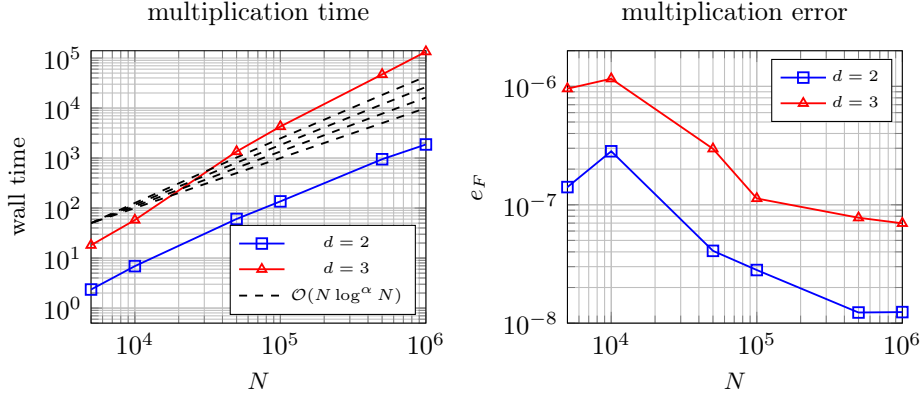 multiplication time
wall time
10^5
10^4
10^3
10^2
10^1
10^0
d = 2
d = 3
O(N log^α N)
10^4
10^5
10^6
N
multiplication error
e_F
10^−6
10^−7
10^−8
d = 2
d = 3
10^4
10^5
10^6
N